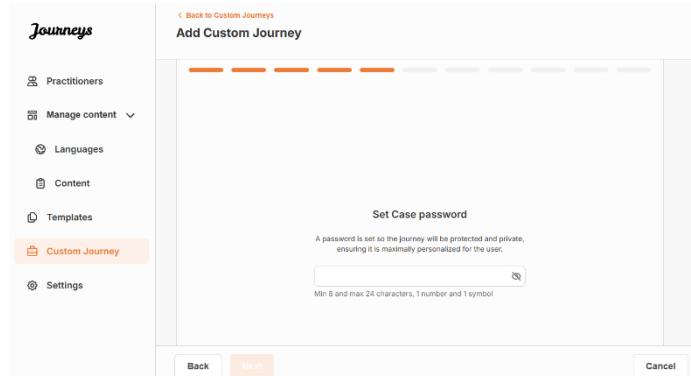 Journeys
Back to Custom Journeys
Add Custom Journey
Practitioners
Manage content
Languages
Content
Templates
Custom Journey
Settings
Set Case password
A password is set so the journey will be protected and private,
ensuring it is maximally personalized for the user.
Min 8 and max 24 characters, 1 number and 1 symbol
Back
Next
Cancel